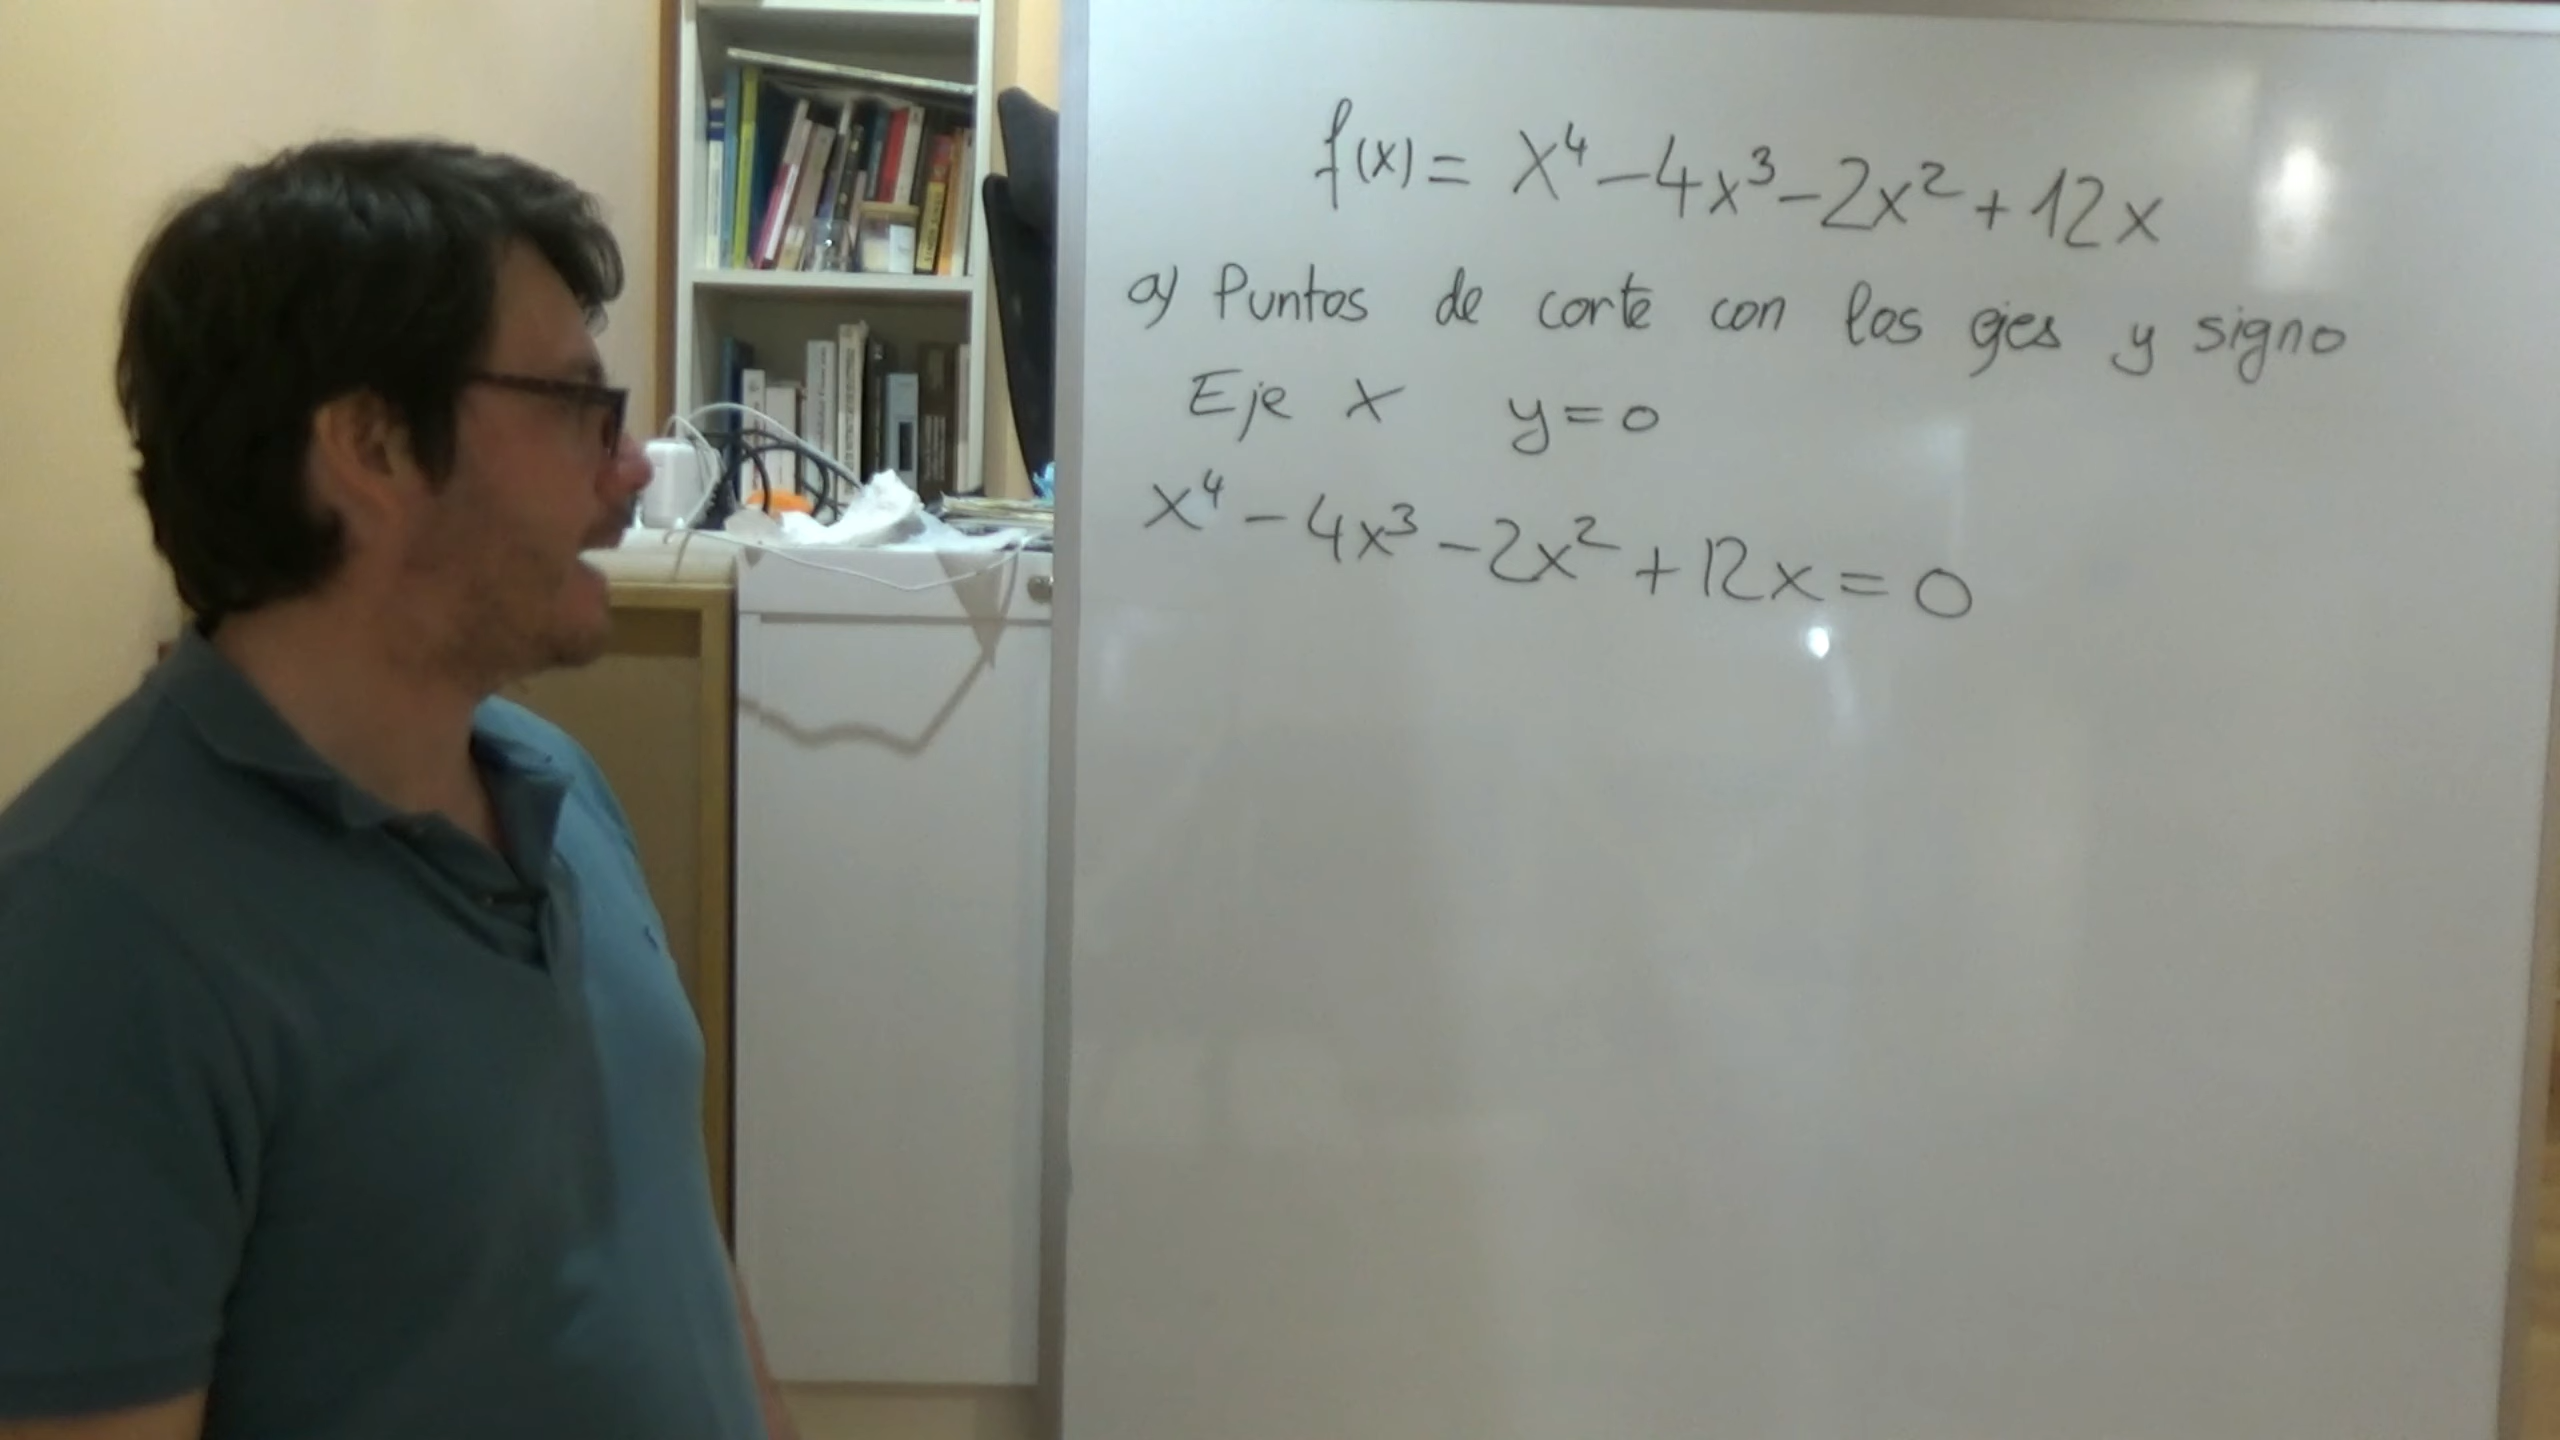 f(x) = x⁴ - 4x³ - 2x² + 12x
a) Puntos de corte con los ejes y signo
Eje x y = 0
x⁴ - 4x³ - 2x² + 12x = 0